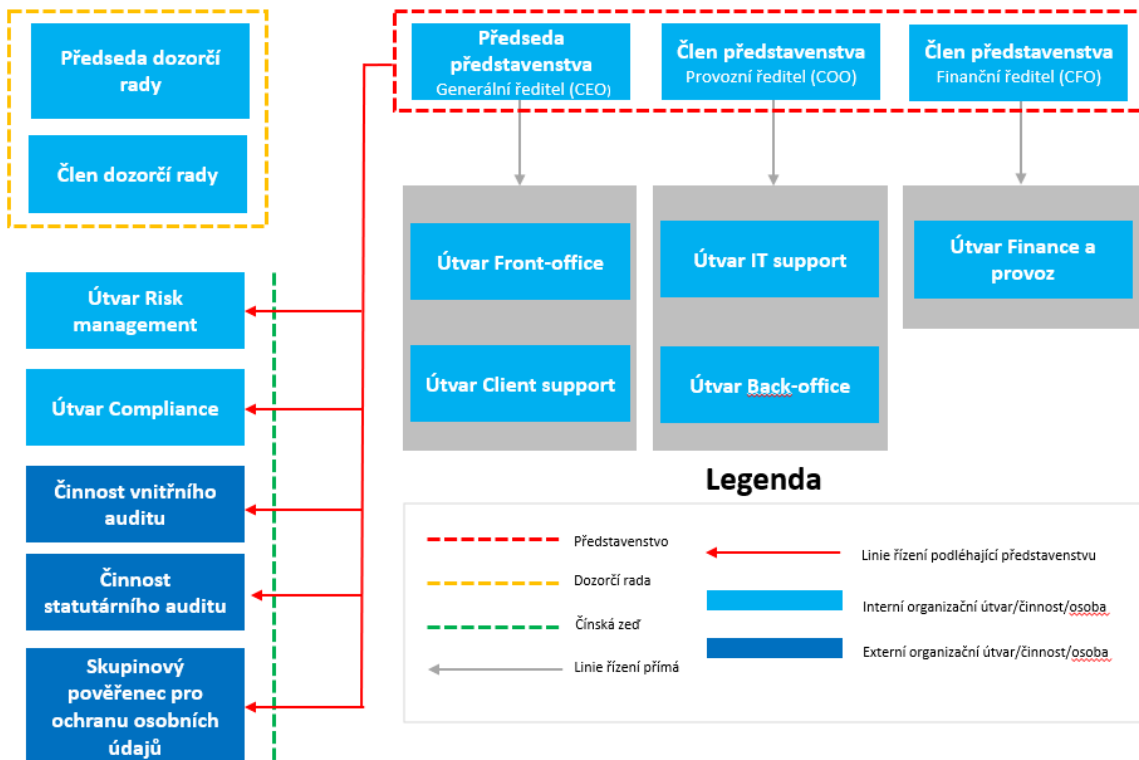 Předseda dozorčí
rady
Člen dozorčí rady
Předseda
představenstva
Generální ředitel (CEO)
Člen představenstva
Provozní ředitel (COO)
Člen představenstva
Finanční ředitel (CFO)
Útvar Front-office
Útvar Client support
Útvar IT support
Útvar Back-office
Útvar Finance a
provoz
Útvar Risk
management
Útvar Compliance
Činnost vnitřního
auditu
Činnost
statutárního auditu
Skupinový
pověřenec pro
ochranu osobních
údajů
Legenda
Představenstvo
Dozorčí rada
Čínská zeď
Linie řízení přímá
Linie řízení podléhající představenstvu
Interní organizační útvar/činnost/osoba
Externí organizační útvar/činnost/osoba